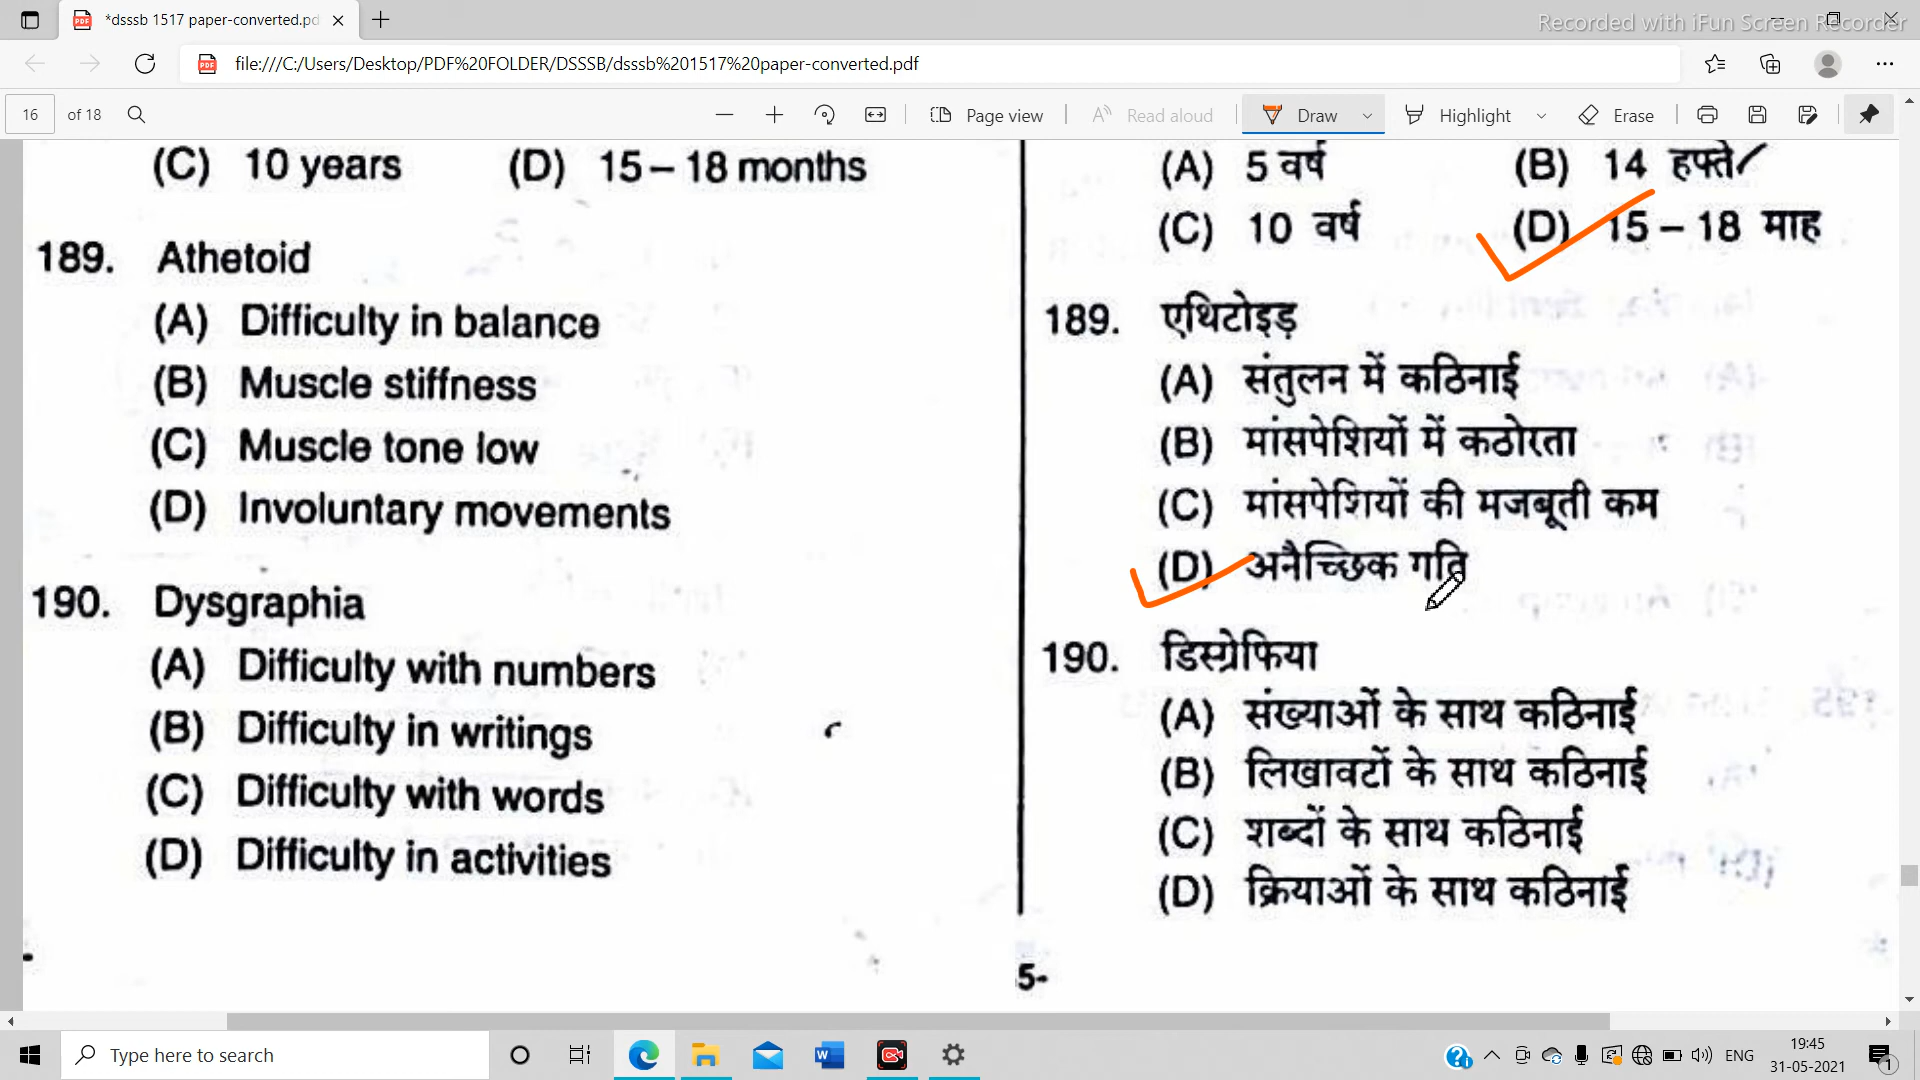 Recorded with iFun Screen Recorder
*dsssb 1517 paper-converted.pd
file:///C:/Users/Desktop/PDF%20FOLDER/DSSSB/dsssb%201517%20paper-converted.pdf
16 of 18 Page view Read aloud Draw Highlight Erase
(C) 10 years (D) 15 – 18 months
189. Athetoid
(A) Difficulty in balance
(B) Muscle stiffness
(C) Muscle tone low
(D) Involuntary movements
190. Dysgraphia
(A) Difficulty with numbers
(B) Difficulty in writings
(C) Difficulty with words
(D) Difficulty in activities
(A) 5 वर्ष (B) 14 हफ्ते
(C) 10 वर्ष (D) 15 – 18 माह
189. एथिटोइड़
(A) संतुलन में कठिनाई
(B) मांसपेशियों में कठोरता
(C) मांसपेशियों की मजबूती कम
(D) अनैच्छिक गति
190. डिस्ग्रेफिया
(A) संख्याओं के साथ कठिनाई
(B) लिखावटों के साथ कठिनाई
(C) शब्दों के साथ कठिनाई
(D) क्रियाओं के साथ कठिनाई
5-
Type here to search
ENG
19:45
31-05-2021
1